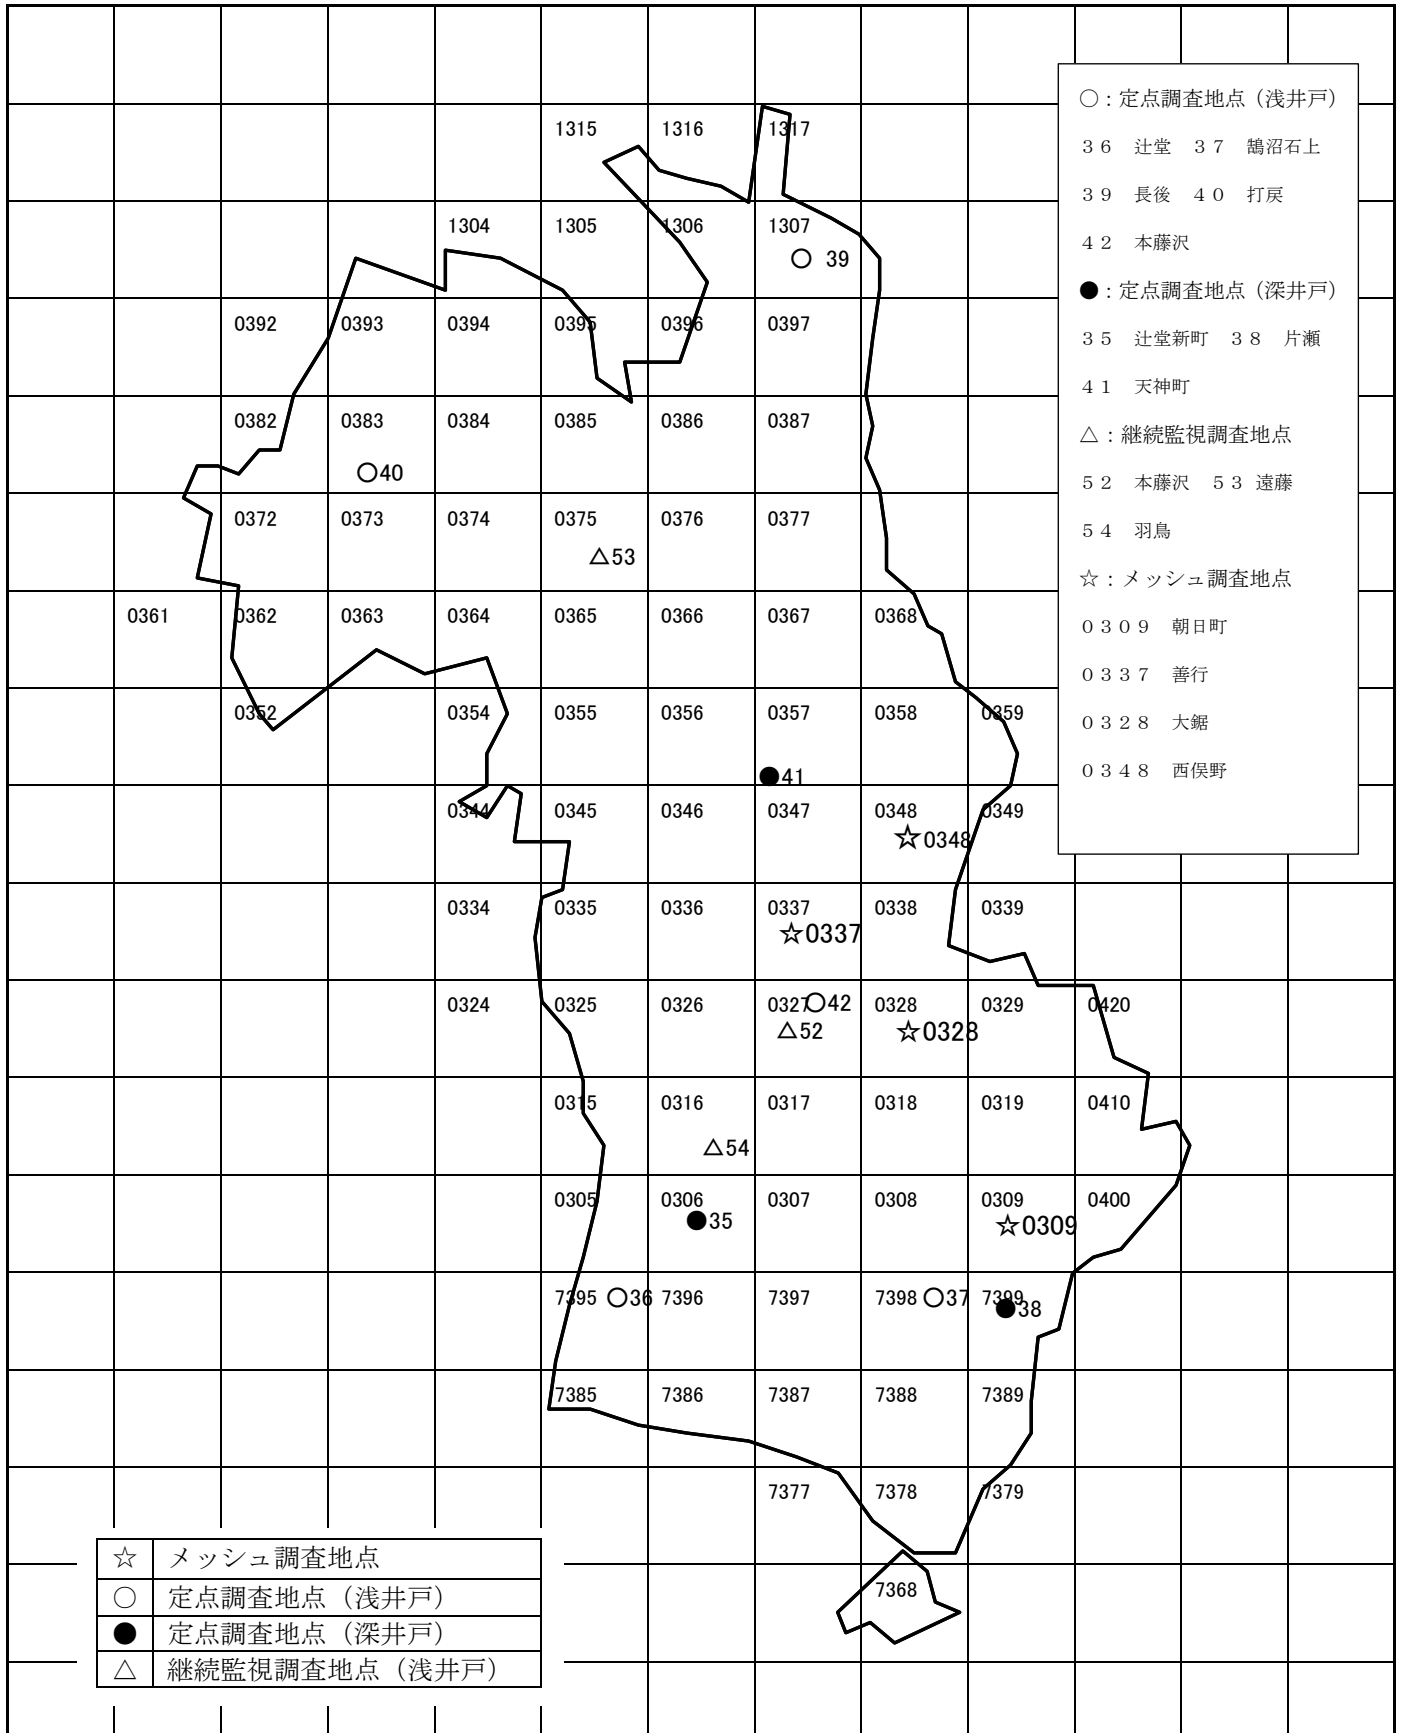 ○：定点調査地点（浅井戸）
３６　辻堂　３７　鵠沼石上
３９　長後　４０　打戻
４２　本藤沢
●：定点調査地点（深井戸）
３５　辻堂新町　３８　片瀬
４１　天神町
△：継続監視調査地点
５２　本藤沢　５３ 遠藤
５４　羽鳥
☆：メッシュ調査地点
０３０９　朝日町
０３３７　善行
０３２８　大鋸
０３４８　西俣野
1315 1316 1317
1304 1305 1306 1307
○ 39
0392 0393 0394 0395 0396 0397
0382 0383 0384 0385 0386 0387
○40
0372 0373 0374 0375 0376 0377
△53
0361 0362 0363 0364 0365 0366 0367 0368
0352 0354 0355 0356 0357 0358 0359
●41
0344 0345 0346 0347 0348 0349
☆0348
0334 0335 0336 0337 0338 0339
☆0337
0324 0325 0326 0327 ○42 0328 0329 0420
△52 ☆0328
0315 0316 0317 0318 0319 0410
△54
0305 0306 0307 0308 0309 0400
●35 ☆0309
7395 ○36 7396 7397 7398 ○37 7399
●38
7385 7386 7387 7388 7389
7377 7378 7379
7368
☆ メッシュ調査地点
○ 定点調査地点（浅井戸）
● 定点調査地点（深井戸）
△ 継続監視調査地点（浅井戸）